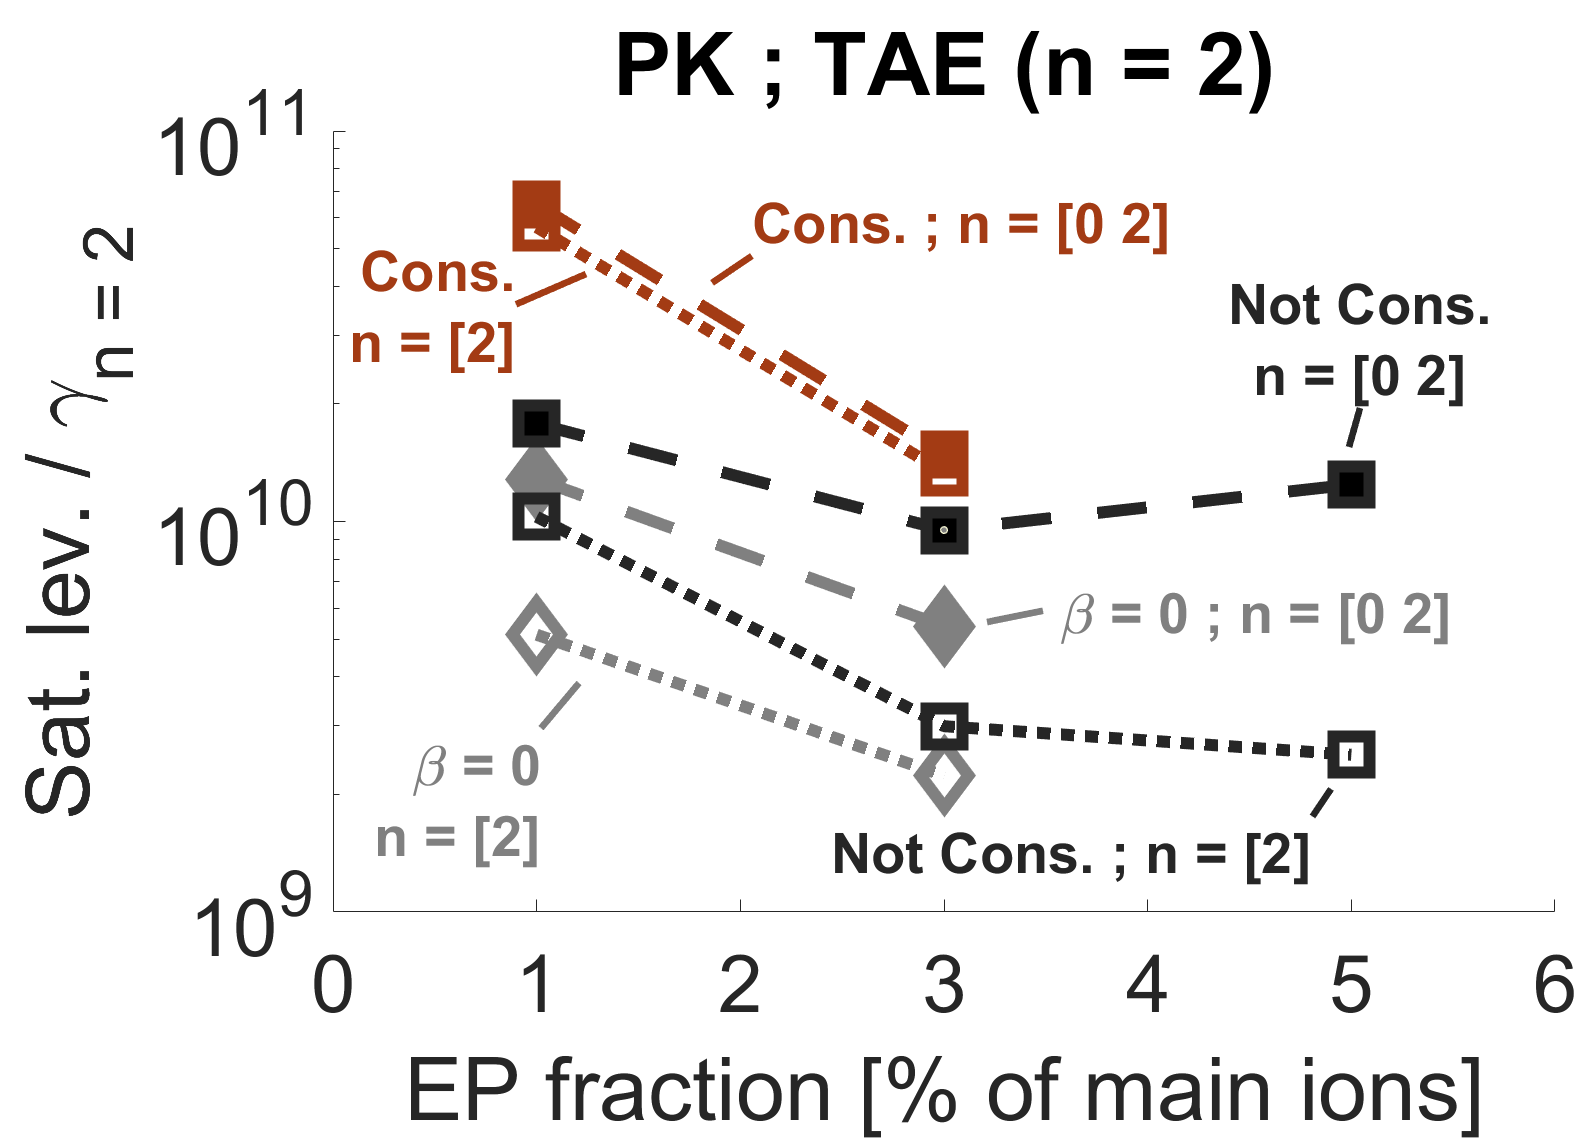 PK ; TAE (n = 2)
10^11
10^10
10^9
Sat. lev. / γ_n = 2
Cons. ; n = [0 2]
Cons.
n = [2]
Not Cons.
n = [0 2]
β = 0 ; n = [0 2]
β = 0
n = [2]
Not Cons. ; n = [2]
0 1 2 3 4 5 6
EP fraction [% of main ions]